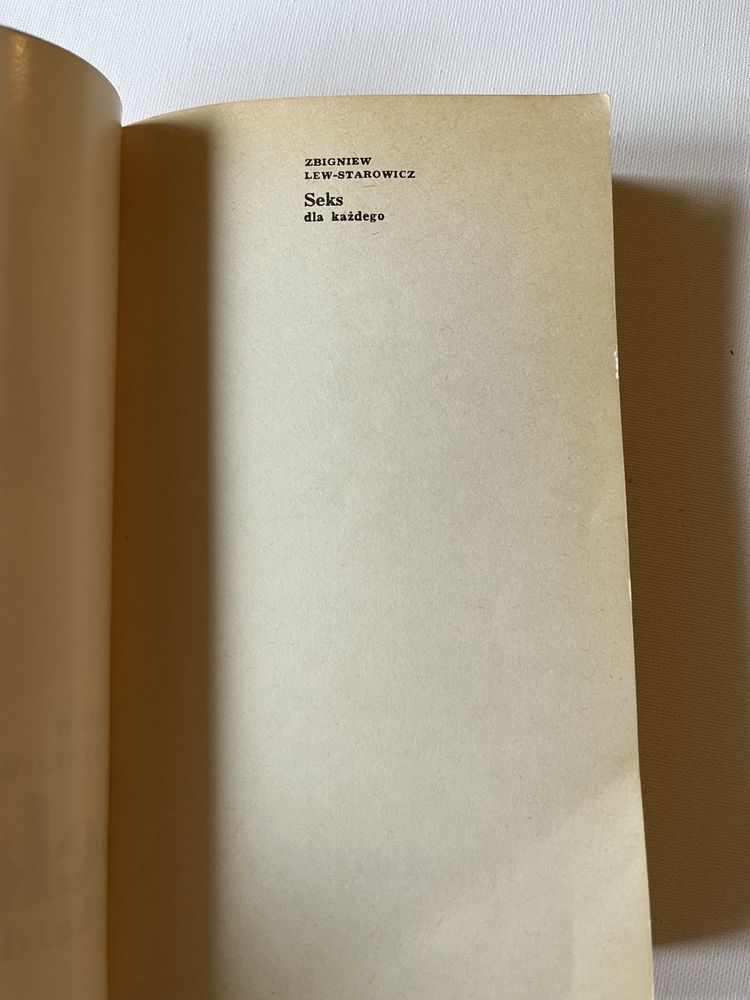 ZBIGNIEW
LEW-STAROWICZ
Seks
dla każdego